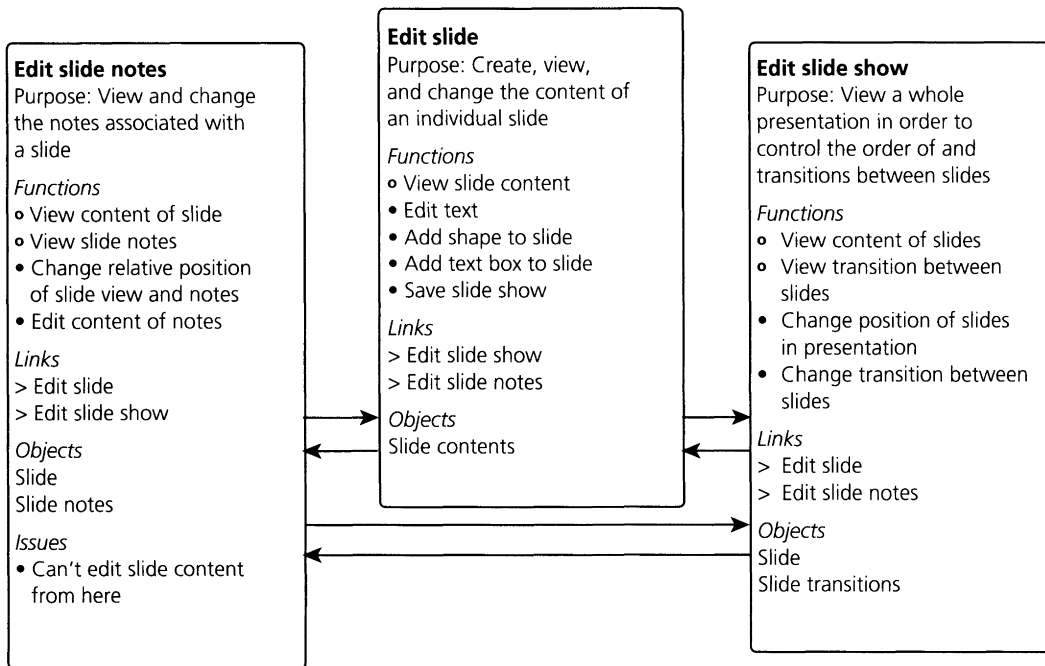 Edit slide notes
Purpose: View and change
the notes associated with
a slide
Functions
o View content of slide
o View slide notes
• Change relative position
of slide view and notes
• Edit content of notes
Links
> Edit slide
> Edit slide show
Objects
Slide
Slide notes
Issues
• Can't edit slide content
from here
Edit slide
Purpose: Create, view,
and change the content of
an individual slide
Functions
o View slide content
• Edit text
• Add shape to slide
• Add text box to slide
• Save slide show
Links
> Edit slide show
> Edit slide notes
Objects
Slide contents
Edit slide show
Purpose: View a whole
presentation in order to
control the order of and
transitions between slides
Functions
o View content of slides
o View transition between
slides
• Change position of slides
in presentation
• Change transition between
slides
Links
> Edit slide
> Edit slide notes
Objects
Slide
Slide transitions